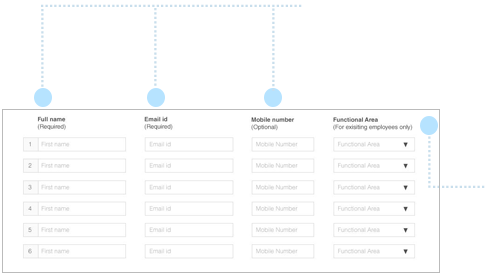 Full name Email id Mobile number Functional Area
(Required) (Required) (Optional) (For exisiting employees only)
1 First name Email id Mobile Number Functional Area
2 First name Email id Mobile Number Functional Area
3 First name Email id Mobile Number Functional Area
4 First name Email id Mobile Number Functional Area
5 First name Email id Mobile Number Functional Area
6 First name Email id Mobile Number Functional Area